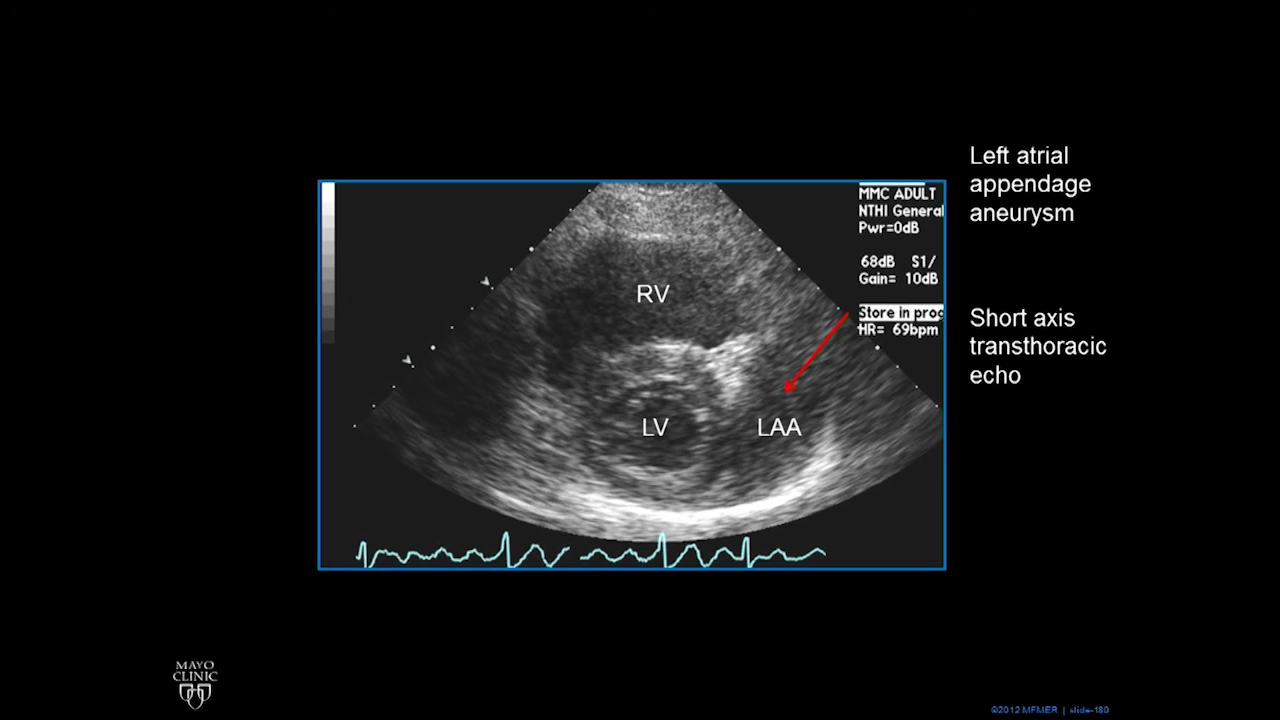 Left atrial
appendage
aneurysm
MMC ADULT
NTHI General
Pwr=0dB
68dB S1/
Gain= 10dB
Store in prog
HR= 69bpm
Short axis
transthoracic
echo
RV
LV
LAA
MAYO
CLINIC
©2012 MFMER | slide-180